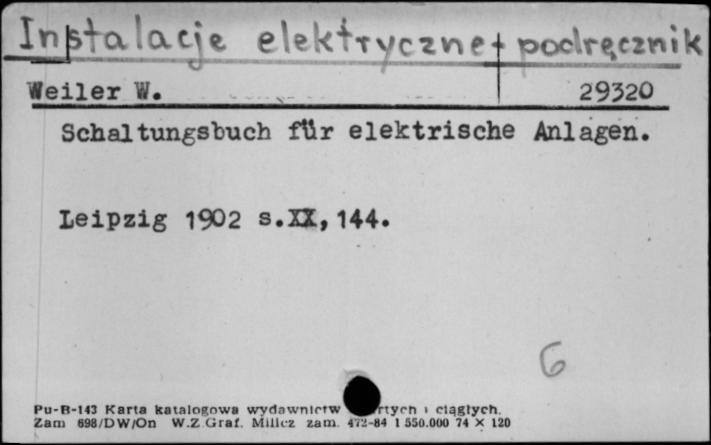 Instalacje elektryczne + podręcznik
Weiler W. 29320
Schaltungsbuch für elektrische Anlagen.
Leipzig 1902 s.XX, 144.
6
Pu-B-143 Karta katalogowa wydawnictw rtych i ciągłych.
Zam 698/DW/On W.Z.Graf. Milicz zam. 472-84 1 550.000 74 × 120